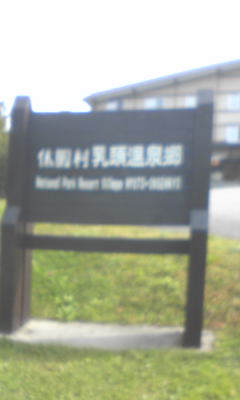 休暇村 乳頭温泉郷
National Park Resort Village NYUTO-ONSENKYO